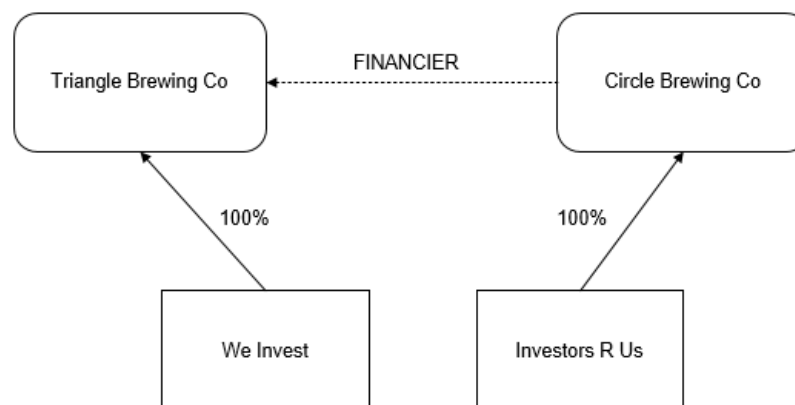 FINANCIER
Triangle Brewing Co
Circle Brewing Co
100%
100%
We Invest
Investors R Us